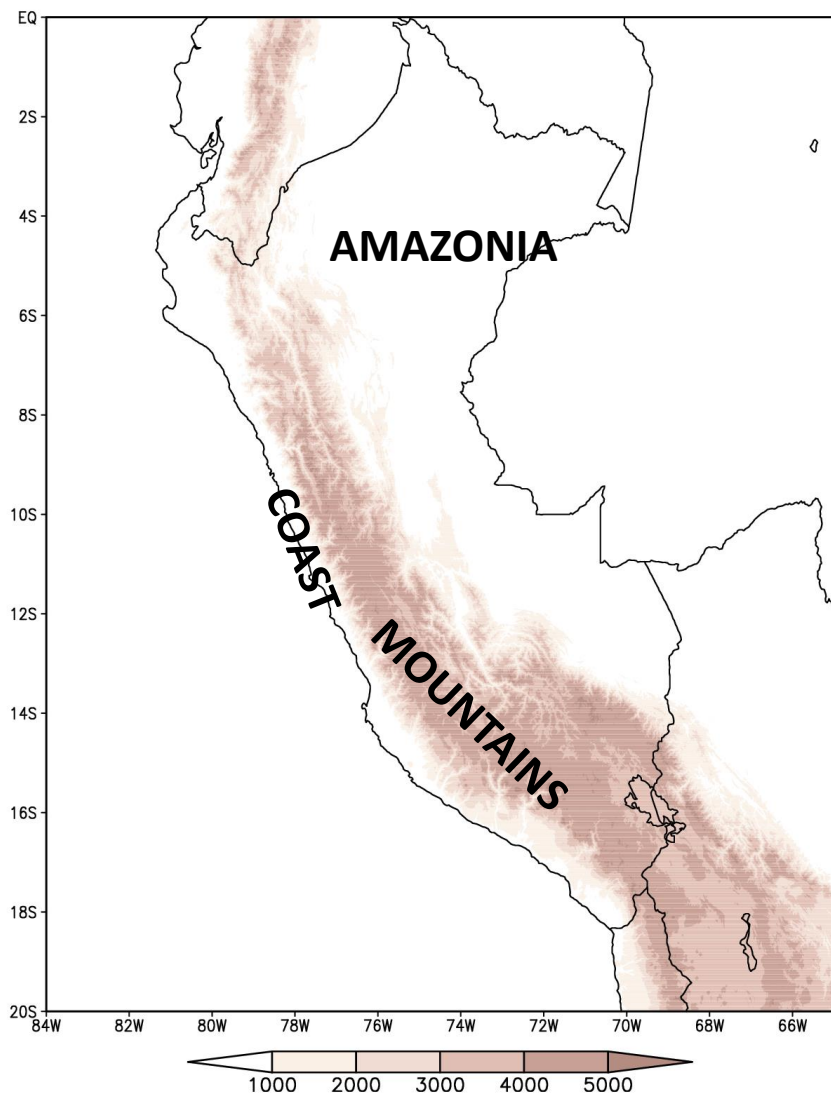 EQ
2S
4S
AMAZONIA
6S
8S
10S
COAST
12S
MOUNTAINS
14S
16S
18S
20S
84W 82W 80W 78W 76W 74W 72W 70W 68W 66W
1000 2000 3000 4000 5000